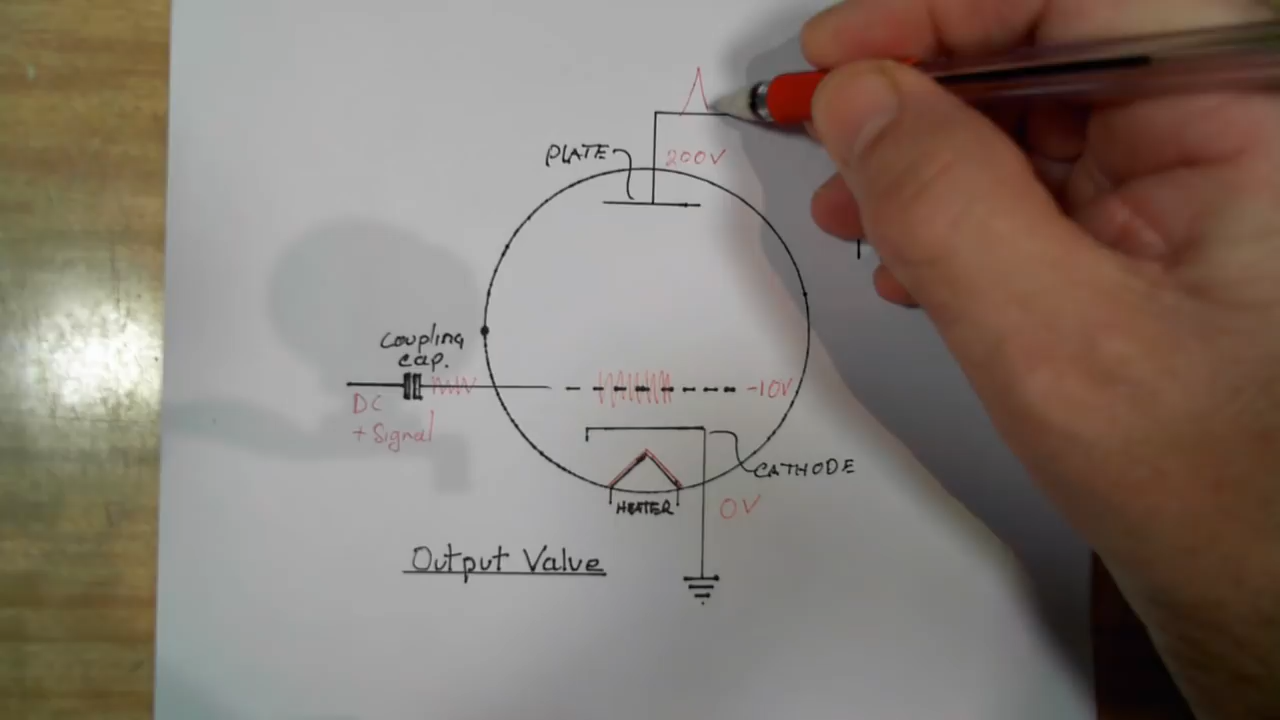 PLATE
200V
Coupling
cap.
-10V
DC
+ Signal
CATHODE
HEATER
0V
Output Valve